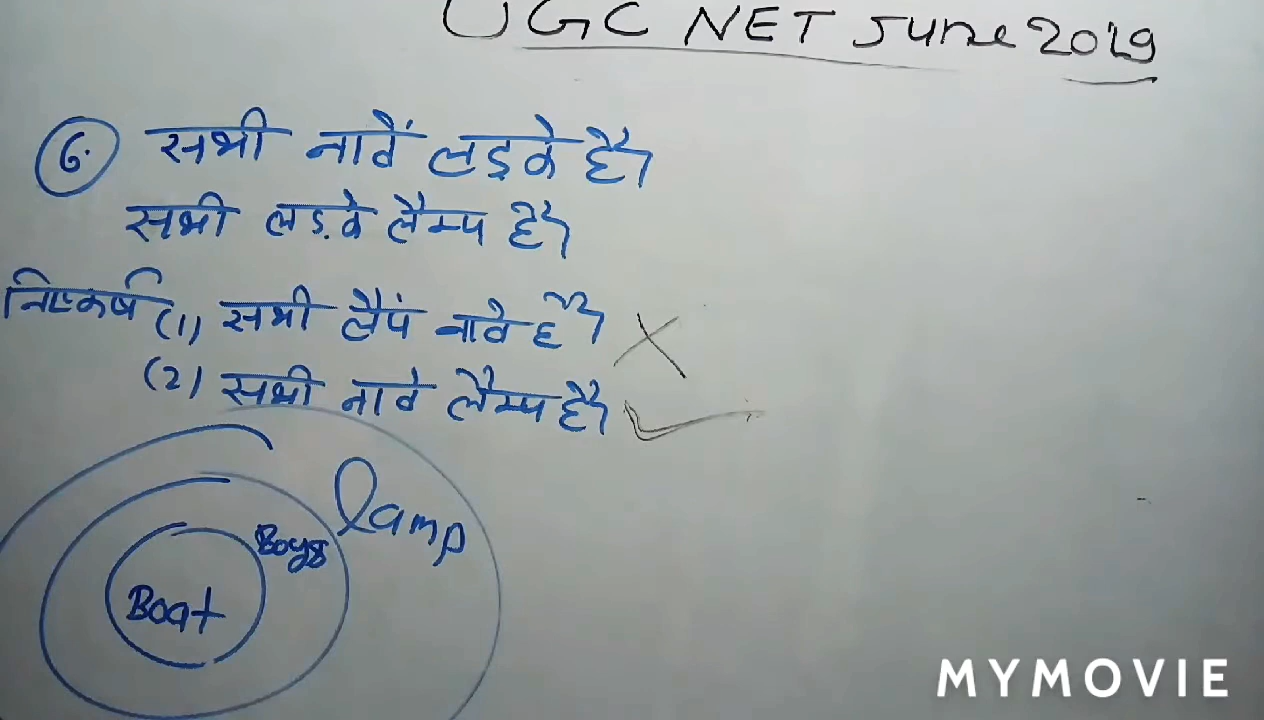 UGC NET June 2019
6. सभी नावें लड़के हैं
सभी लड़के लैम्प हैं
निष्कर्ष (1) सभी लैंप नावे हैं
(2) सभी नावे लैम्प हैं
lamp
Boys
Boat
MYMOVIE